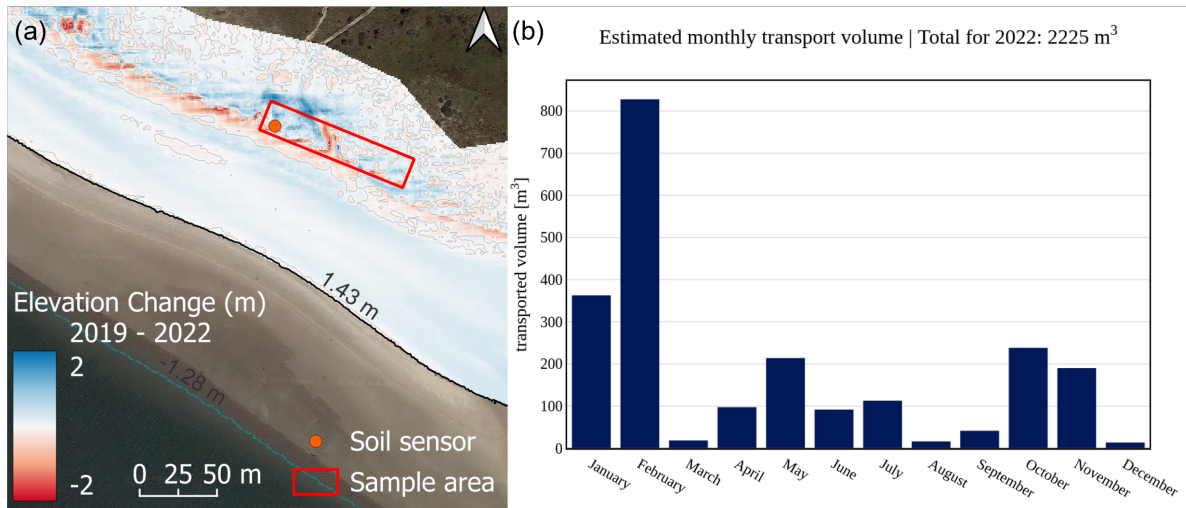 (a)
1.43 m
Elevation Change (m)
2019 - 2022
2
-2
-1.28 m
0 25 50 m
Soil sensor
Sample area
(b)
Estimated monthly transport volume | Total for 2022: 2225 m³
transported volume [m³]
800
700
600
500
400
300
200
100
0
January
February
March
April
May
June
July
August
September
October
November
December